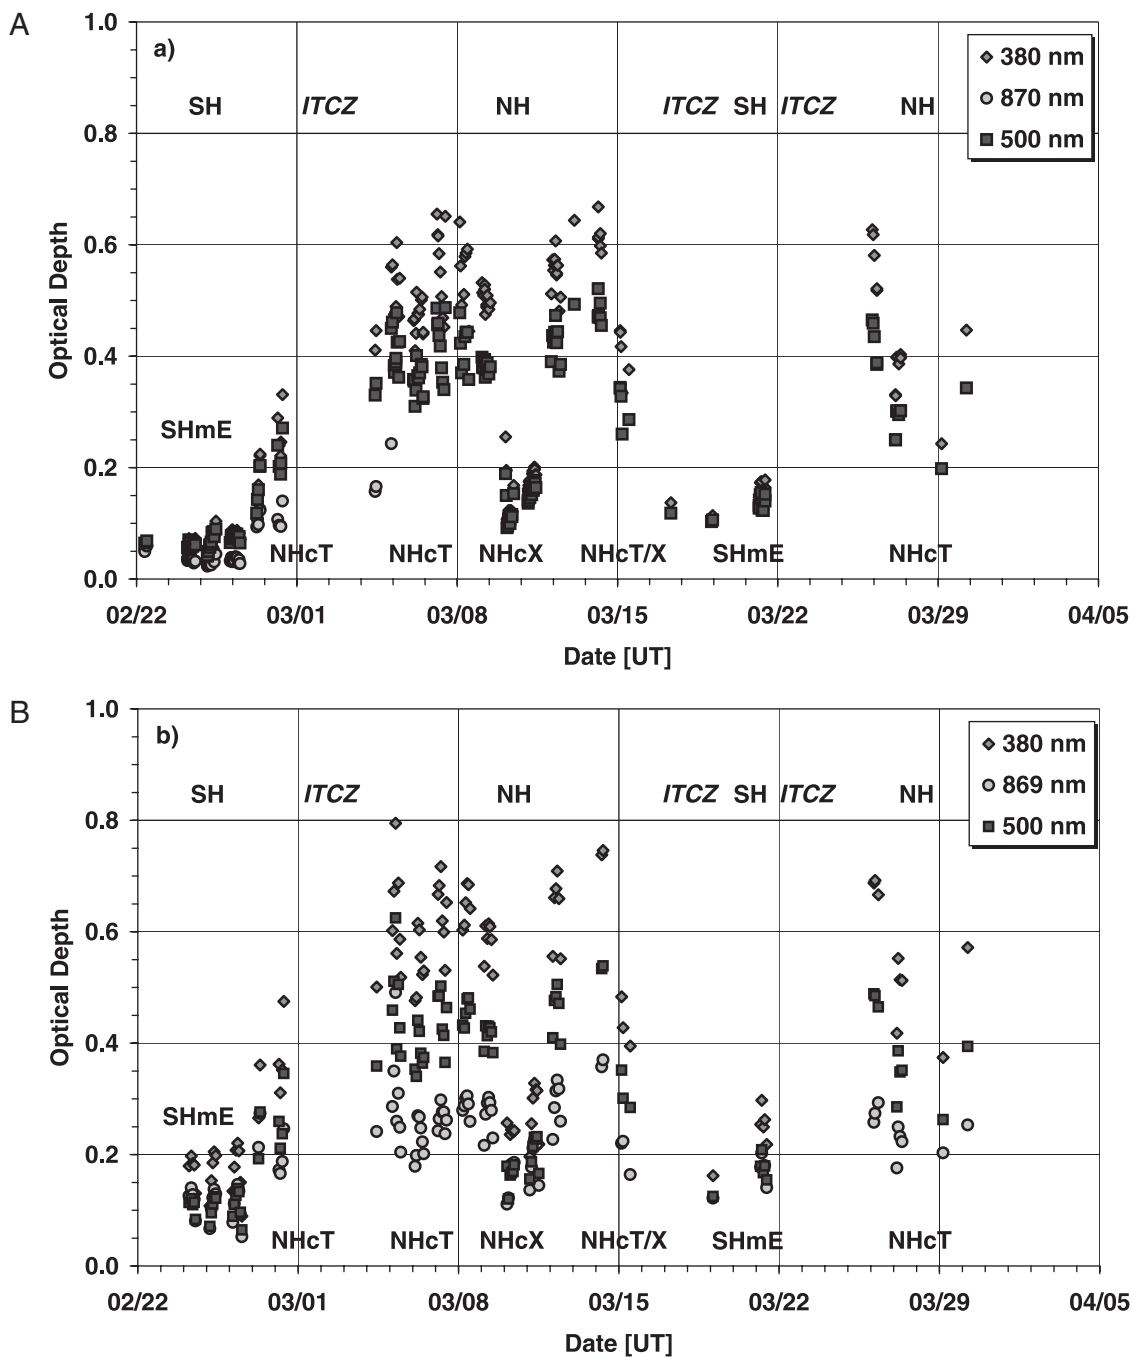 A
a)
1.0
0.8
0.6
0.4
0.2
0.0
Optical Depth
380 nm
870 nm
500 nm
SH ITCZ NH ITCZ SH ITCZ NH
SHmE
NHcT NHcT NHcX NHcT/X SHmE NHcT
02/22 03/01 03/08 03/15 03/22 03/29 04/05
Date [UT]
B
b)
1.0
0.8
0.6
0.4
0.2
0.0
Optical Depth
380 nm
869 nm
500 nm
SH ITCZ NH ITCZ SH ITCZ NH
SHmE
NHcT NHcT NHcX NHcT/X SHmE NHcT
02/22 03/01 03/08 03/15 03/22 03/29 04/05
Date [UT]